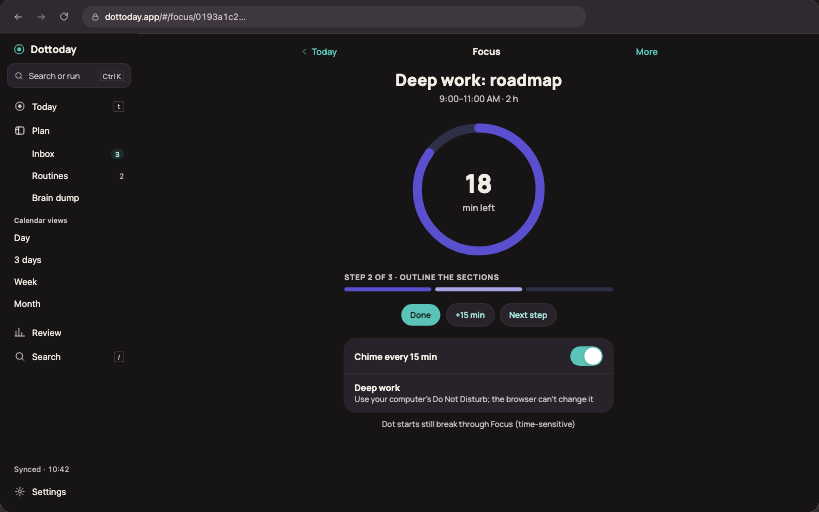 dottoday.app/#/focus/0193a1c2...
Dottoday
Search or run
Ctrl K
Today
t
Plan
Inbox
3
Routines
2
Brain dump
Calendar views
Day
3 days
Week
Month
Review
Search
/
Synced · 10:42
Settings
Today
Focus
More
Deep work: roadmap
9:00–11:00 AM · 2 h
18
min left
STEP 2 OF 3 · OUTLINE THE SECTIONS
Done
+15 min
Next step
Chime every 15 min
Deep work
Use your computer's Do Not Disturb; the browser can't change it
Dot starts still break through Focus (time-sensitive)